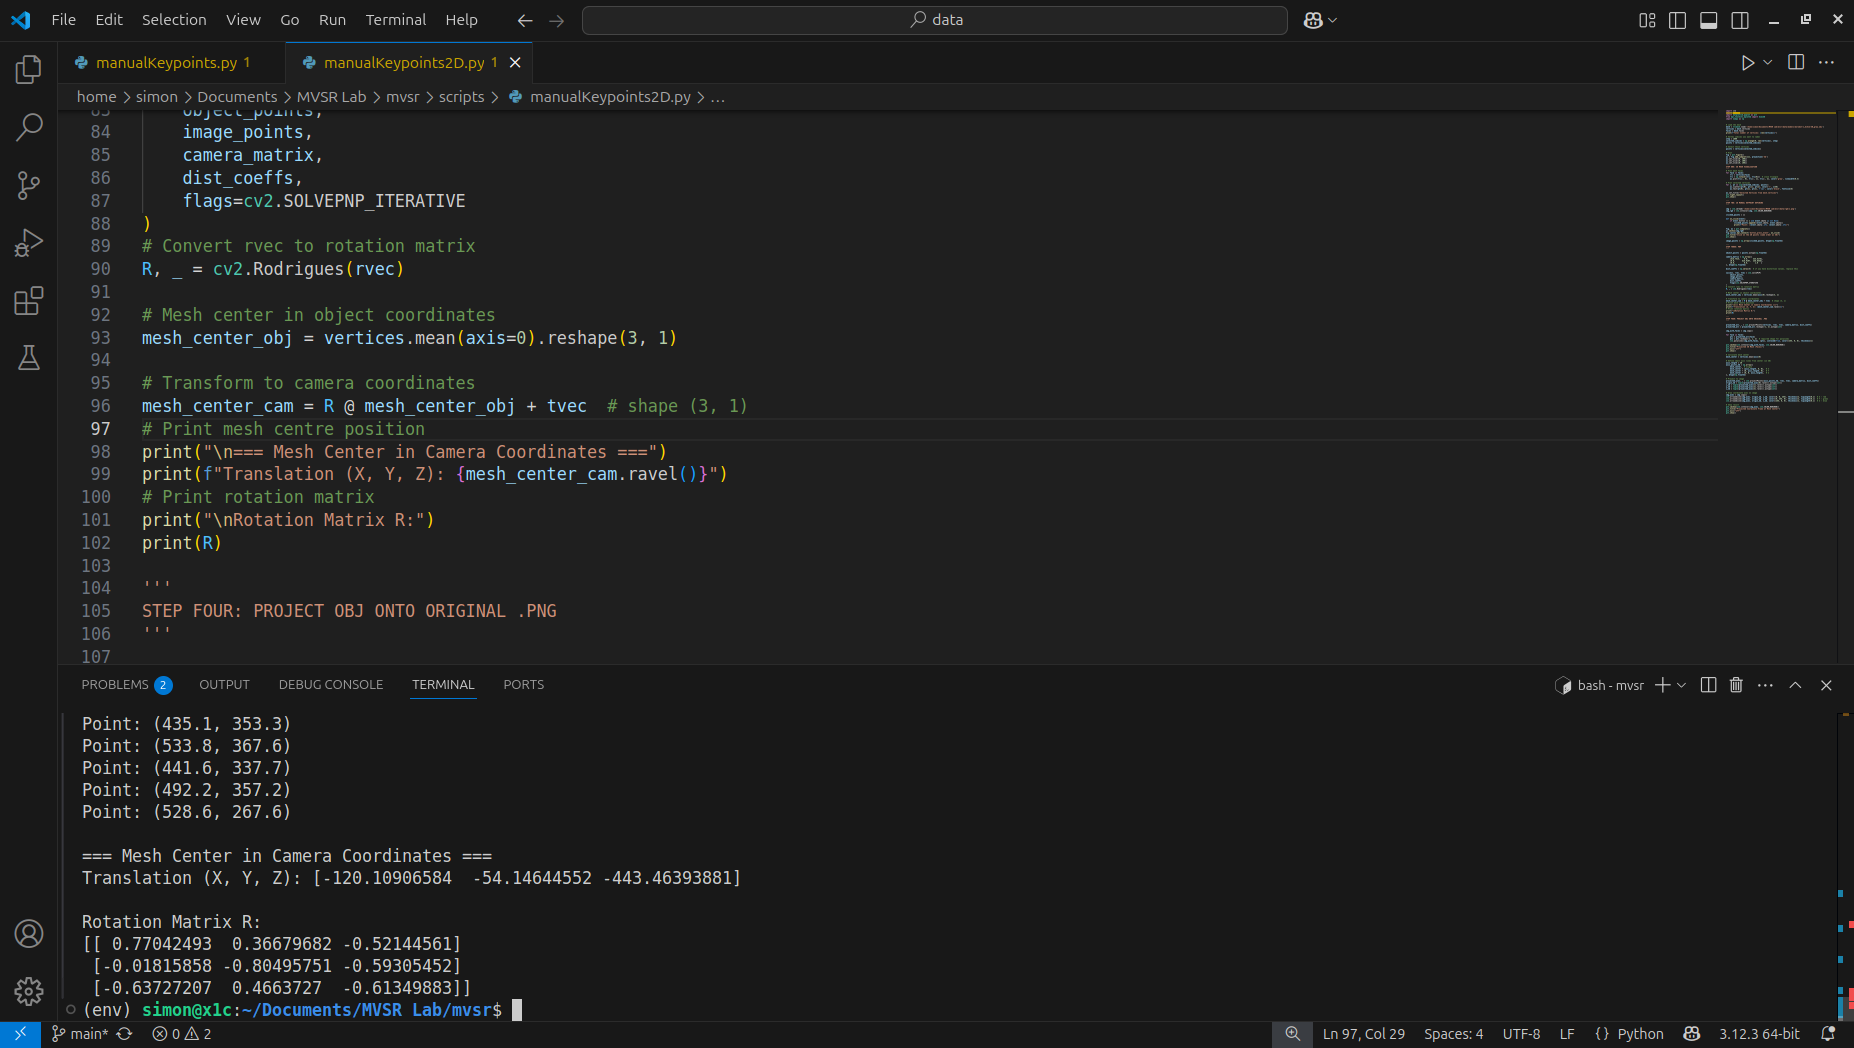 File Edit Selection View Go Run Terminal Help
data
manualKeypoints.py 1
manualKeypoints2D.py 1
home > simon > Documents > MVSR Lab > mvsr > scripts > manualKeypoints2D.py > ...
83 object_points,
84 image_points,
85 camera_matrix,
86 dist_coeffs,
87 flags=cv2.SOLVEPNP_ITERATIVE
88 )
89 # Convert rvec to rotation matrix
90 R, _ = cv2.Rodrigues(rvec)
91
92 # Mesh center in object coordinates
93 mesh_center_obj = vertices.mean(axis=0).reshape(3, 1)
94
95 # Transform to camera coordinates
96 mesh_center_cam = R @ mesh_center_obj + tvec  # shape (3, 1)
97 # Print mesh centre position
98 print("\n=== Mesh Center in Camera Coordinates ===")
99 print(f"Translation (X, Y, Z): {mesh_center_cam.ravel()}")
100 # Print rotation matrix
101 print("\nRotation Matrix R:")
102 print(R)
103
104 '''
105 STEP FOUR: PROJECT OBJ ONTO ORIGINAL .PNG
106 '''
107
PROBLEMS 2 OUTPUT DEBUG CONSOLE TERMINAL PORTS
bash - mvsr
Point: (435.1, 353.3)
Point: (533.8, 367.6)
Point: (441.6, 337.7)
Point: (492.2, 357.2)
Point: (528.6, 267.6)
=== Mesh Center in Camera Coordinates ===
Translation (X, Y, Z): [-120.10906584  -54.14644552 -443.46393881]
Rotation Matrix R:
[[ 0.77042493  0.36679682 -0.52144561]
[-0.01815858 -0.80495751 -0.59305452]
[-0.63727207  0.4663727  -0.61349883]]
(env) simon@x1c:~/Documents/MVSR Lab/mvsr$
main* 0 2
Ln 97, Col 29 Spaces: 4 UTF-8 LF {} Python 3.12.3 64-bit